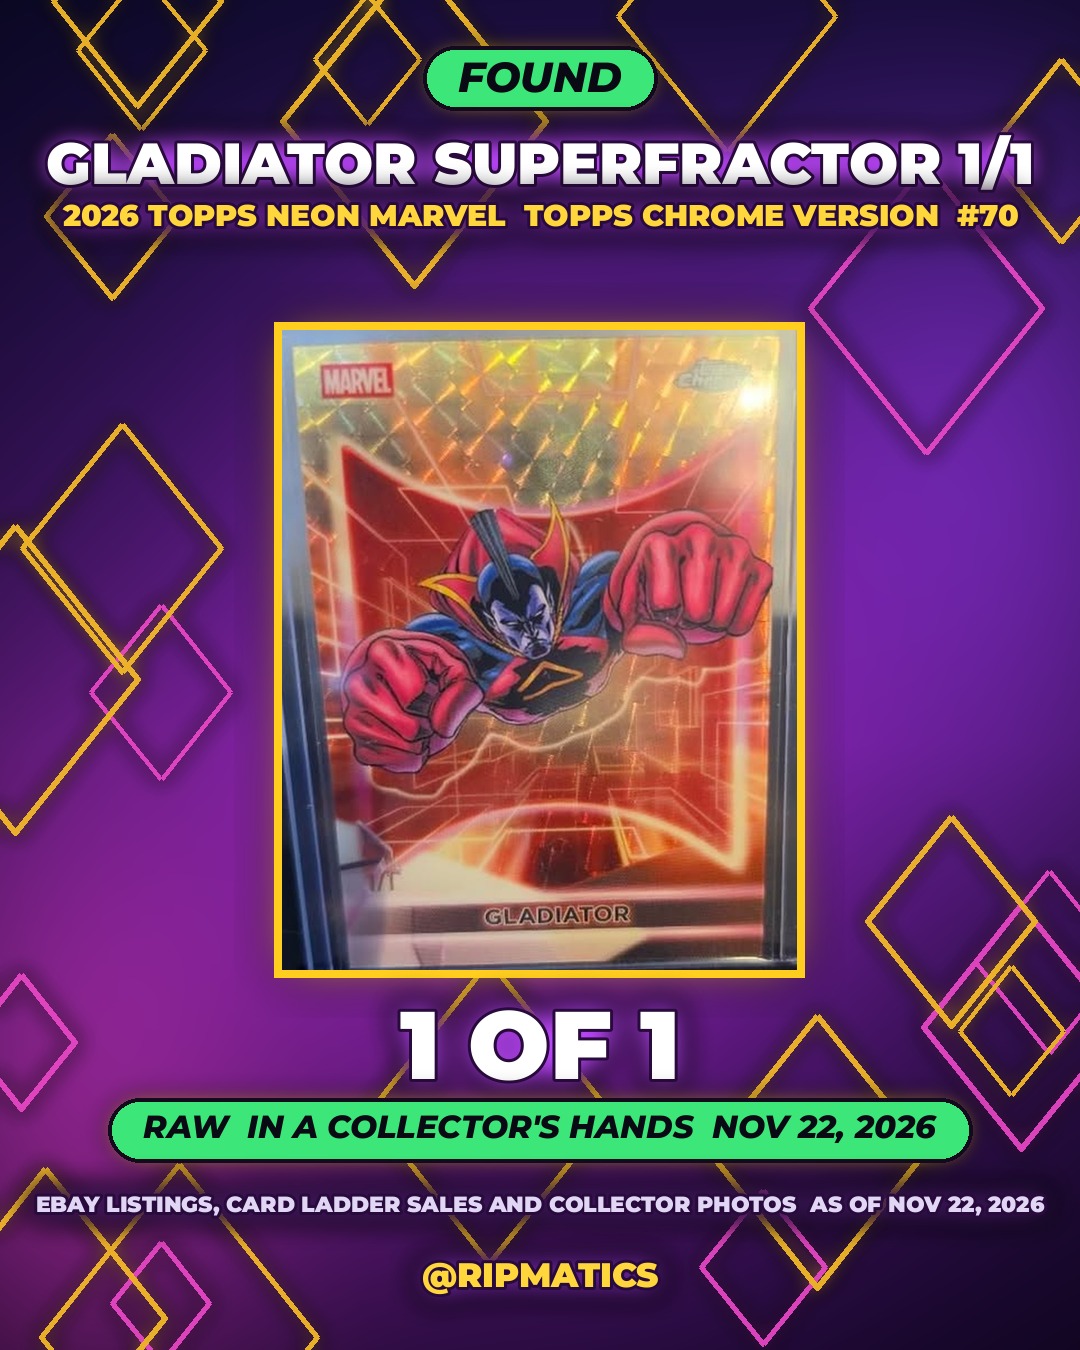 FOUND
GLADIATOR SUPERFRACTOR 1/1
2026 TOPPS NEON MARVEL TOPPS CHROME VERSION #70
MARVEL
1/1
GLADIATOR
1 OF 1
RAW IN A COLLECTOR'S HANDS NOV 22, 2026
EBAY LISTINGS, CARD LADDER SALES AND COLLECTOR PHOTOS AS OF NOV 22, 2026
@RIPMATICS